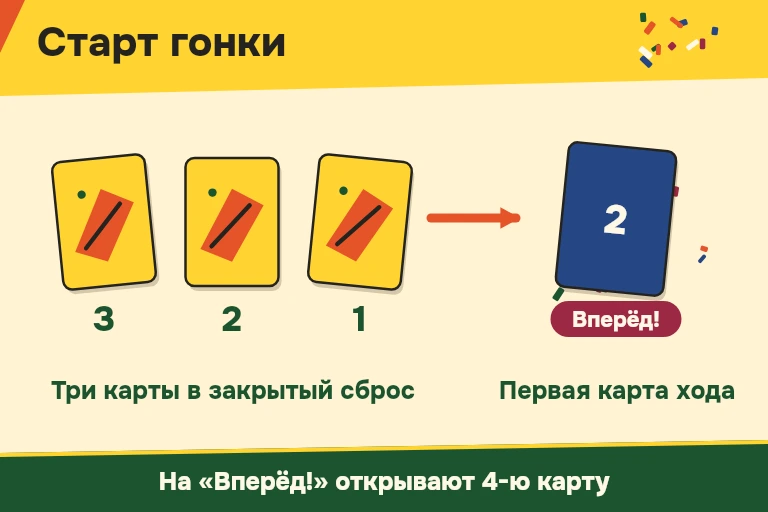 Старт гонки
2
3 2 1
Вперёд!
Три карты в закрытый сброс
Первая карта хода
На «Вперёд!» открывают 4-ю карту